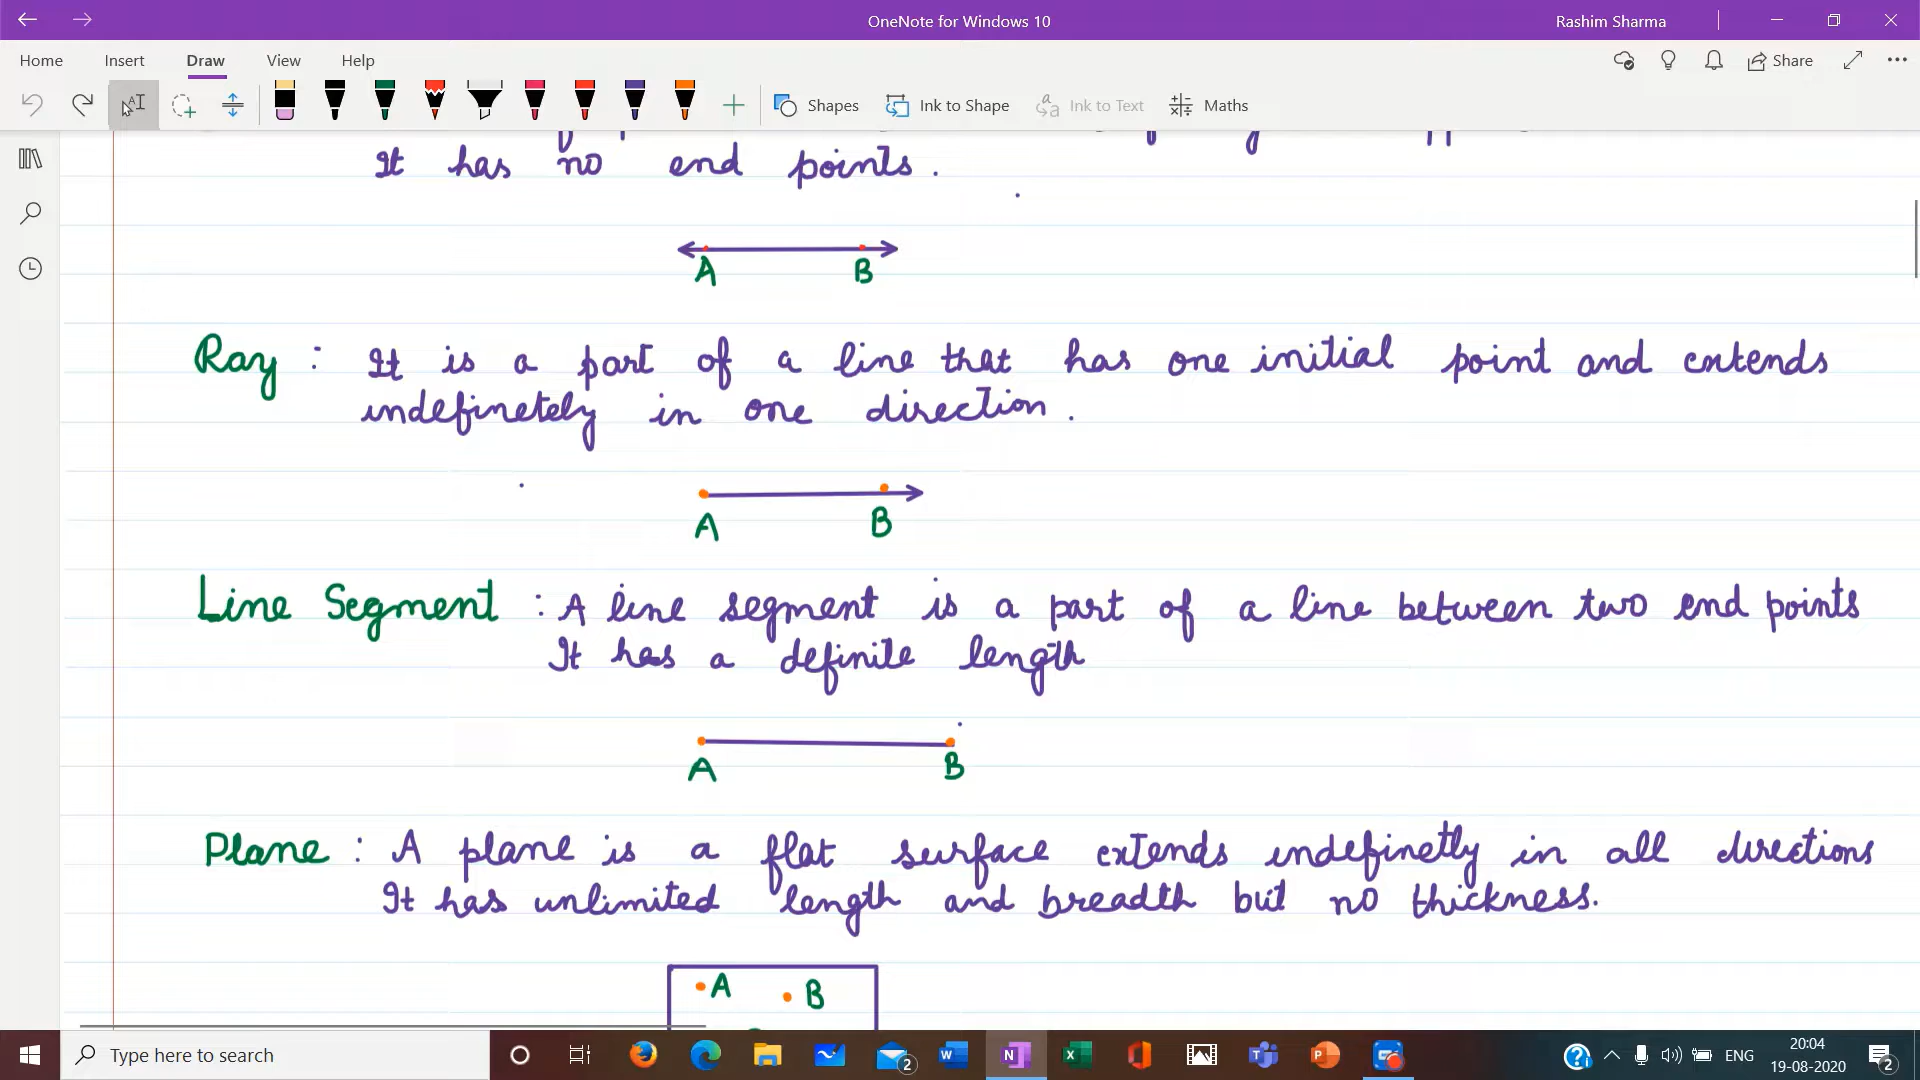 OneNote for Windows 10
Rashim Sharma
Home Insert Draw View Help
Share
Shapes Ink to Shape Ink to Text Maths
It has no end points.
A B
Ray : It is a part of a line that has one initial point and extends
indefinetely in one direction.
A B
Line Segment : A line segment is a part of a line between two end points
It has a definite length
A B
Plane : A plane is a flat surface extends indefinetly in all directions
It has unlimited length and breadth but no thickness.
A B
Type here to search
2
ENG
20:04
19-08-2020
2